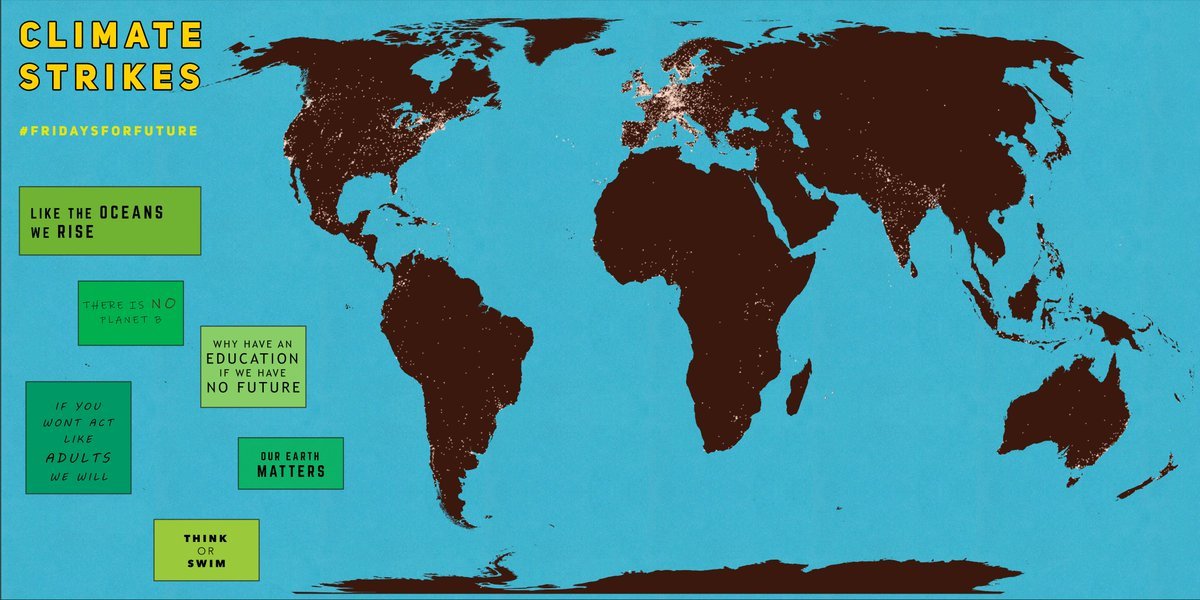 CLIMATE
STRIKES
#FRIDAYSFORFUTURE
LIKE THE OCEANS
WE RISE
THERE IS NO
PLANET B
WHY HAVE AN
EDUCATION
IF WE HAVE
NO FUTURE
IF YOU
WONT ACT
LIKE
ADULTS
WE WILL
OUR EARTH
MATTERS
THINK
OR
SWIM